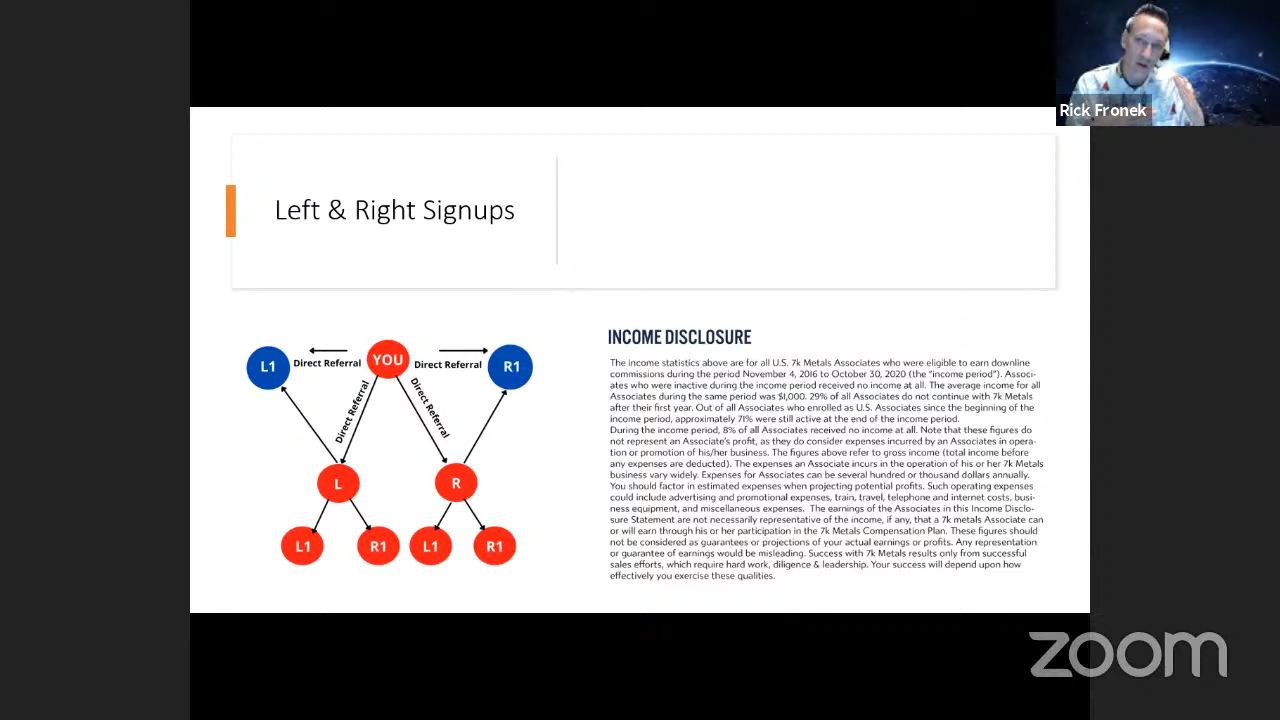 Rick Fronek
Left & Right Signups
L1
YOU
R1
Direct Referral
Direct Referral
Direct Referral
Direct Referral
L
R
L1
R1
L1
R1
INCOME DISCLOSURE
The income statistics above are for all U.S. 7k Metals Associates who were eligible to earn downline
commissions during the period November 4, 2016 to October 30, 2020 (the “income period”). Associ-
ates who were inactive during the income period received no income at all. The average income for all
Associates during the same period was $1,000. 29% of all Associates do not continue with 7k Metals
after their first year. Out of all Associates who enrolled as U.S. Associates since the beginning of the
income period, approximately 71% were still active at the end of the income period.
During the income period, 8% of all Associates received no income at all. Note that these figures do
not represent an Associate's profit, as they do consider expenses incurred by an Associates in opera-
tion or promotion of his/her business. The figures above refer to gross income (total income before
any expenses are deducted). The expenses an Associate incurs in the operation of his or her 7k Metals
business vary widely. Expenses for Associates can be several hundred or thousand dollars annually.
You should factor in estimated expenses when projecting potential profits. Such operating expenses
could include advertising and promotional expenses, train, travel, telephone and internet costs, busi-
ness equipment, and miscellaneous expenses. The earnings of the Associates in this Income Disclo-
sure Statement are not necessarily representative of the income, if any, that a 7k metals Associate can
or will earn through his or her participation in the 7k Metals Compensation Plan. These figures should
not be considered as guarantees or projections of your actual earnings or profits. Any representation
or guarantee of earnings would be misleading. Success with 7k Metals results only from successful
sales efforts, which require hard work, diligence & leadership. Your success will depend upon how
effectively you exercise these qualities.
zoom